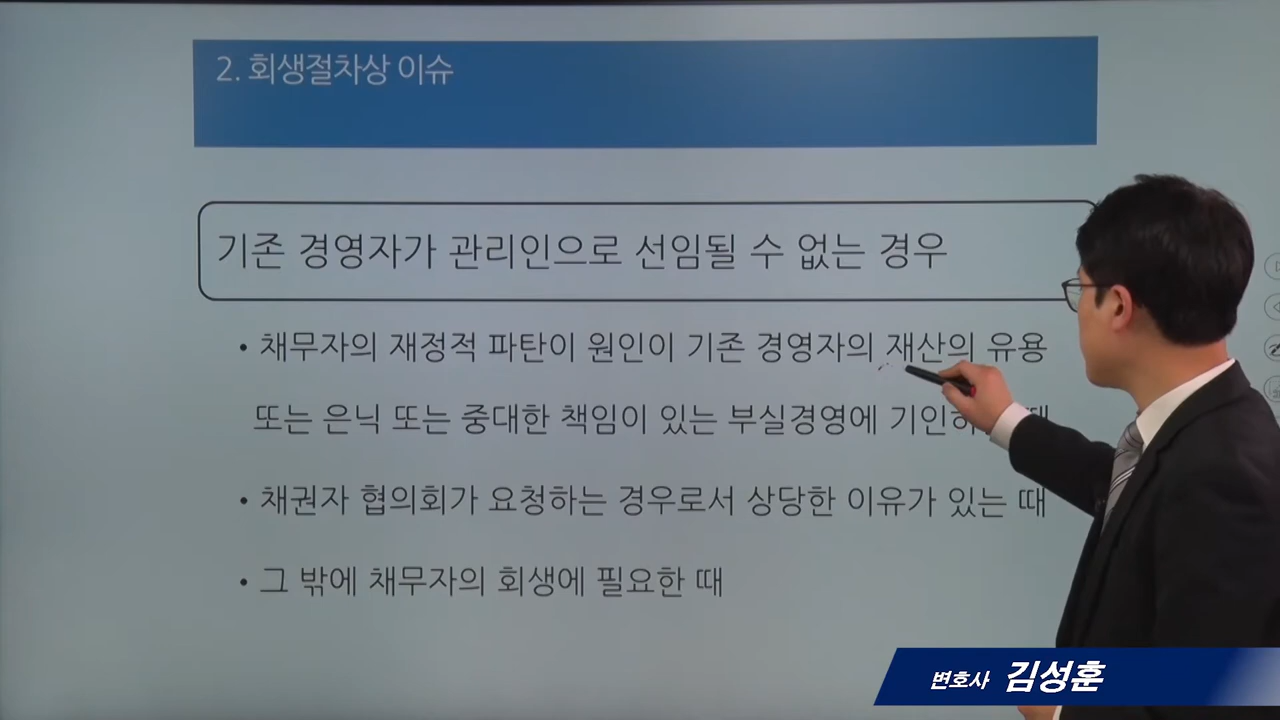 2. 회생절차상 이슈
기존 경영자가 관리인으로 선임될 수 없는 경우
• 채무자의 재정적 파탄이 원인이 기존 경영자의 재산의 유용
또는 은닉 또는 중대한 책임이 있는 부실경영에 기인하 때
• 채권자 협의회가 요청하는 경우로서 상당한 이유가 있는 때
• 그 밖에 채무자의 회생에 필요한 때
변호사 김성훈